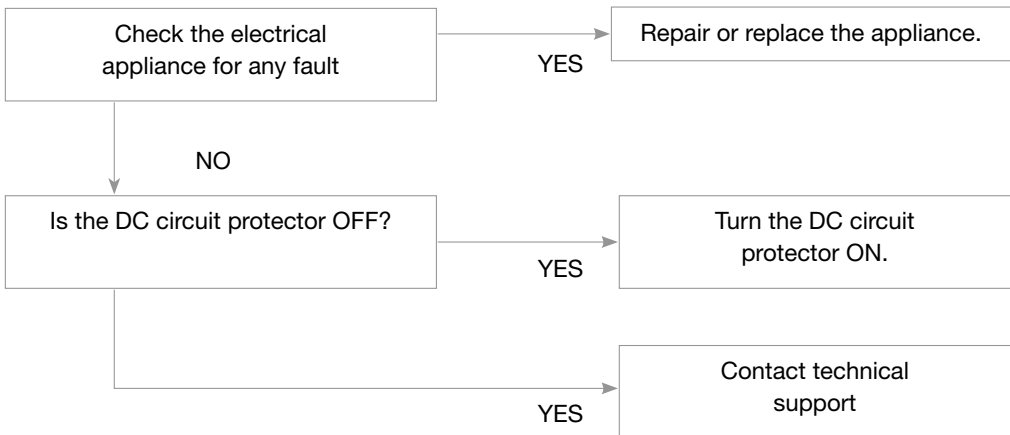 Check the electrical
appliance for any fault
YES
Repair or replace the appliance.
NO
Is the DC circuit protector OFF?
YES
Turn the DC circuit
protector ON.
YES
Contact technical
support